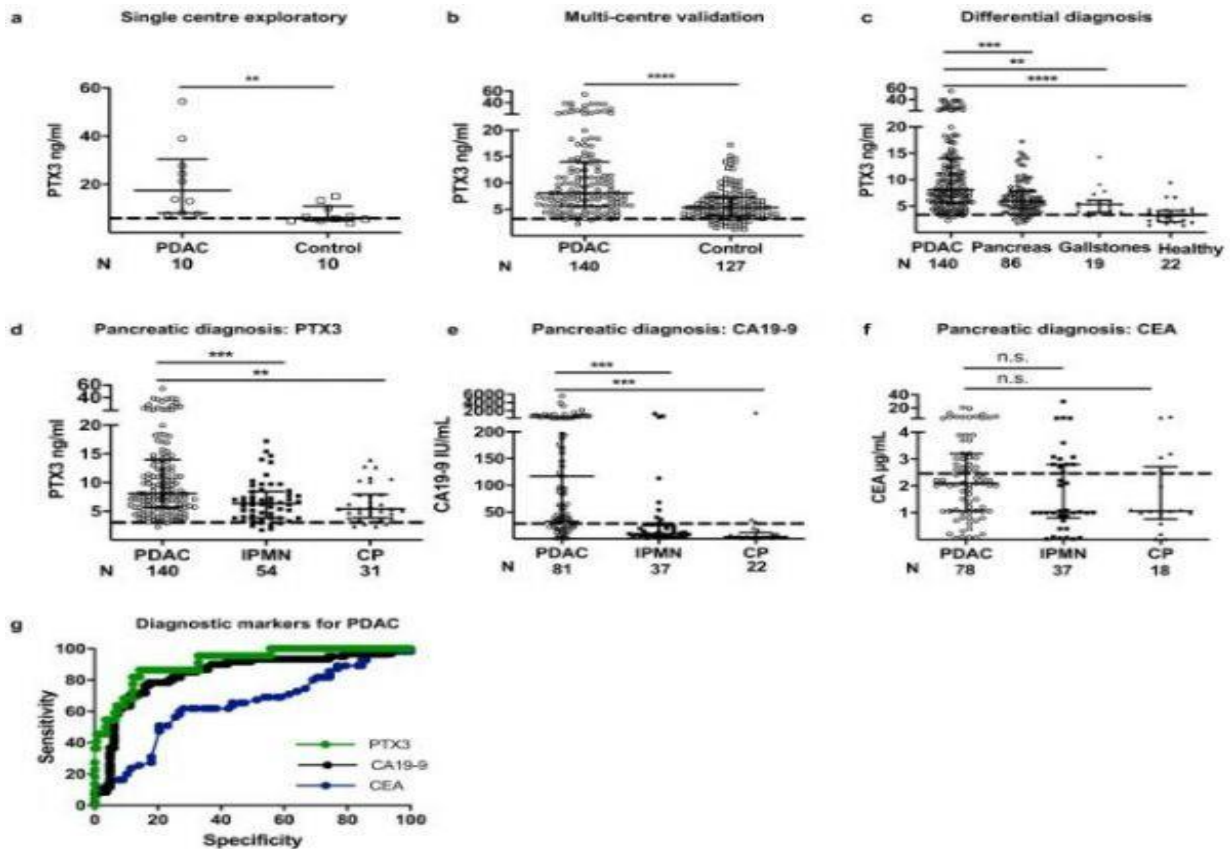 a Single centre exploratory
**
60
40
20
PTX3 ng/ml
PDAC Control
N 10 10
b Multi-centre validation
****
60
40
20
15
10
5
PTX3 ng/ml
PDAC Control
N 140 127
c Differential diagnosis
***
**
****
60
40
20
15
10
5
PTX3 ng/ml
PDAC Pancreas Gallstones Healthy
N 140 86 19 22
d Pancreatic diagnosis: PTX3
***
**
60
40
20
15
10
5
PTX3 ng/ml
PDAC IPMN CP
N 140 54 31
e Pancreatic diagnosis: CA19-9
***
***
6000
4000
2000
200
150
100
50
CA19-9 IU/mL
PDAC IPMN CP
N 81 37 22
f Pancreatic diagnosis: CEA
n.s.
n.s.
40
20
4
3
2
1
CEA µg/mL
PDAC IPMN CP
N 78 37 18
g Diagnostic markers for PDAC
100
80
60
40
20
0
Sensitivity
PTX3
CA19-9
CEA
0 20 40 60 80 100
Specificity